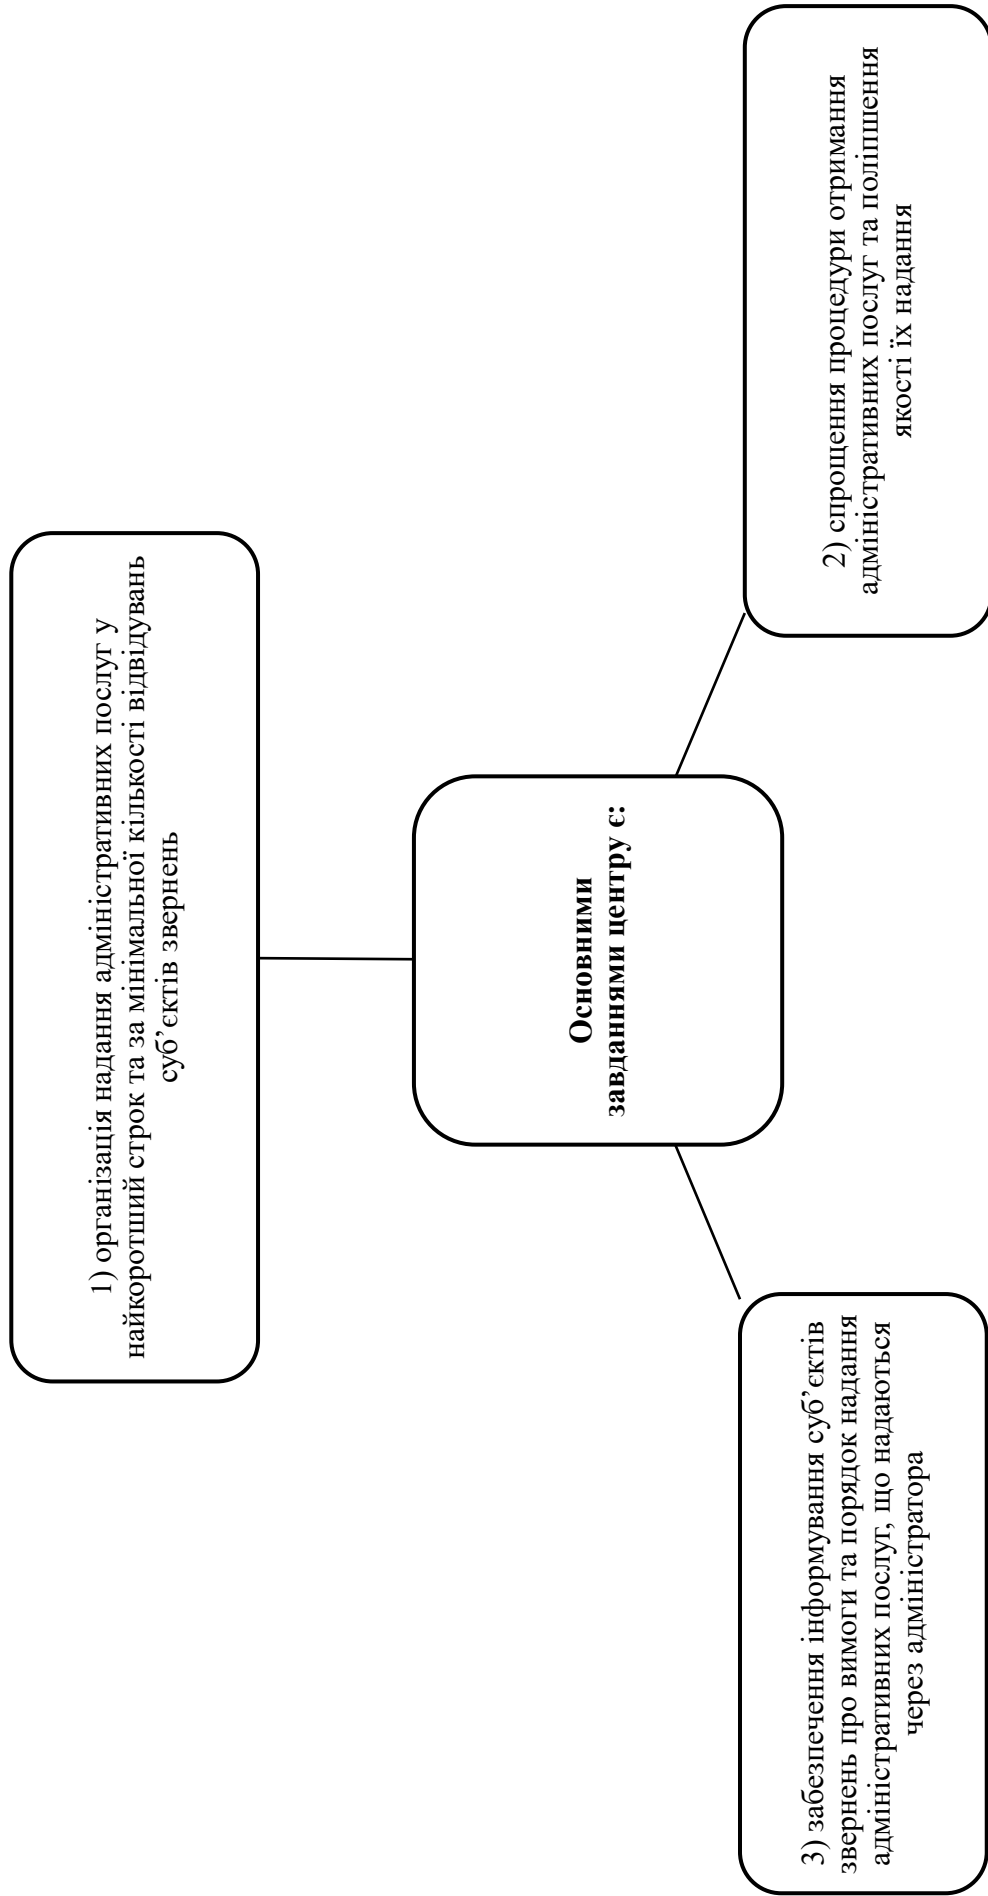 1) організація надання адміністративних послуг у
найкоротший строк та за мінімальної кількості відвідувань
суб’єктів звернень
Основними
завданнями центру є:
3) забезпечення інформування суб’єктів
звернень про вимоги та порядок надання
адміністративних послуг, що надаються
через адміністратора
2) спрощення процедури отримання
адміністративних послуг та поліпшення
якості їх надання